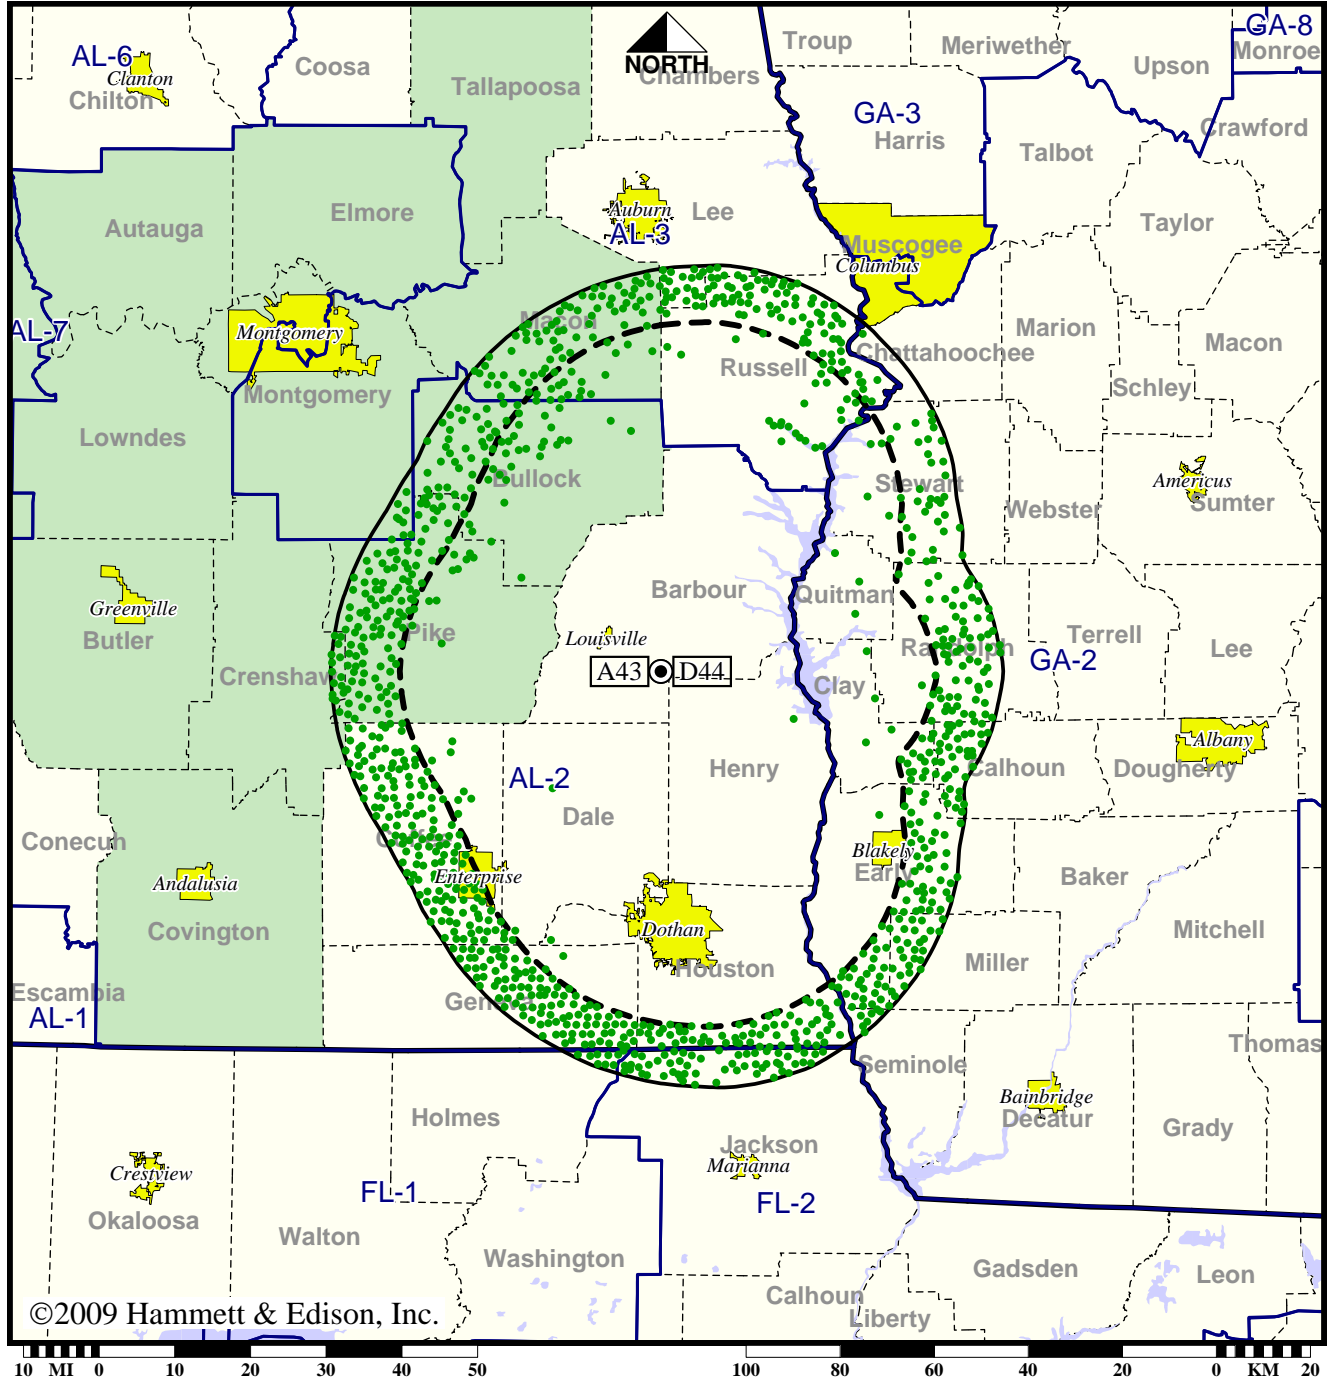 GA-8
AL-6
Clanton
Chilton
Coosa
Tallapoosa
NORTH
Chambers
Troup
Meriwether
Upson
Monroe
GA-3
Harris
Talbot
Crawford
Autauga
Elmore
Auburn
Lee
AL-3
Muscogee
Columbus
Taylor
AL-7
Montgomery
Montgomery
Macon
Russell
Chattahoochee
Marion
Macon
Schley
Lowndes
Bullock
Stewart
Webster
Americus
Sumter
Greenville
Butler
Crenshaw
Pike
Barbour
Louisville
Quitman
Randolph
GA-2
Terrell
Lee
A43
D44
Clay
AL-2
Henry
Calhoun
Albany
Dougherty
Dale
Conecuh
Coffee
Enterprise
Blakely
Early
Baker
Andalusia
Covington
Dothan
Houston
Mitchell
Miller
Escambia
AL-1
Geneva
Seminole
Thomas
Bainbridge
Decatur
Grady
Holmes
Jackson
Marianna
Crestview
FL-1
FL-2
Okaloosa
Walton
Washington
Gadsden
Leon
Calhoun
Liberty
©2009 Hammett & Edison, Inc.
10 MI 0 10 20 30 40 50 100 80 60 40 20 0 KM 20